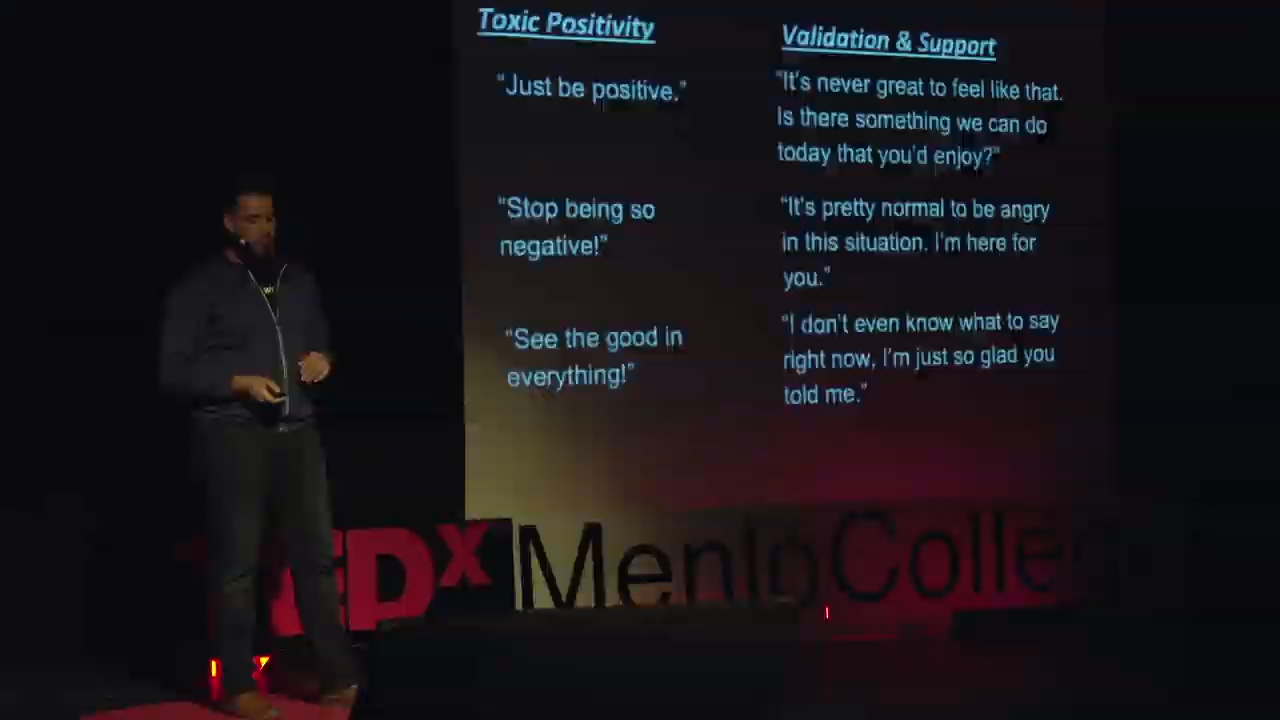 Toxic Positivity
"Just be positive."
"Stop being so
negative!"
"See the good in
everything!"
Validation & Support
"It's never great to feel like that.
Is there something we can do
today that you'd enjoy?"
"It's pretty normal to be angry
in this situation. I'm here for
you."
"I don't even know what to say
right now, I'm just so glad you
told me."
TEDx MenloColle